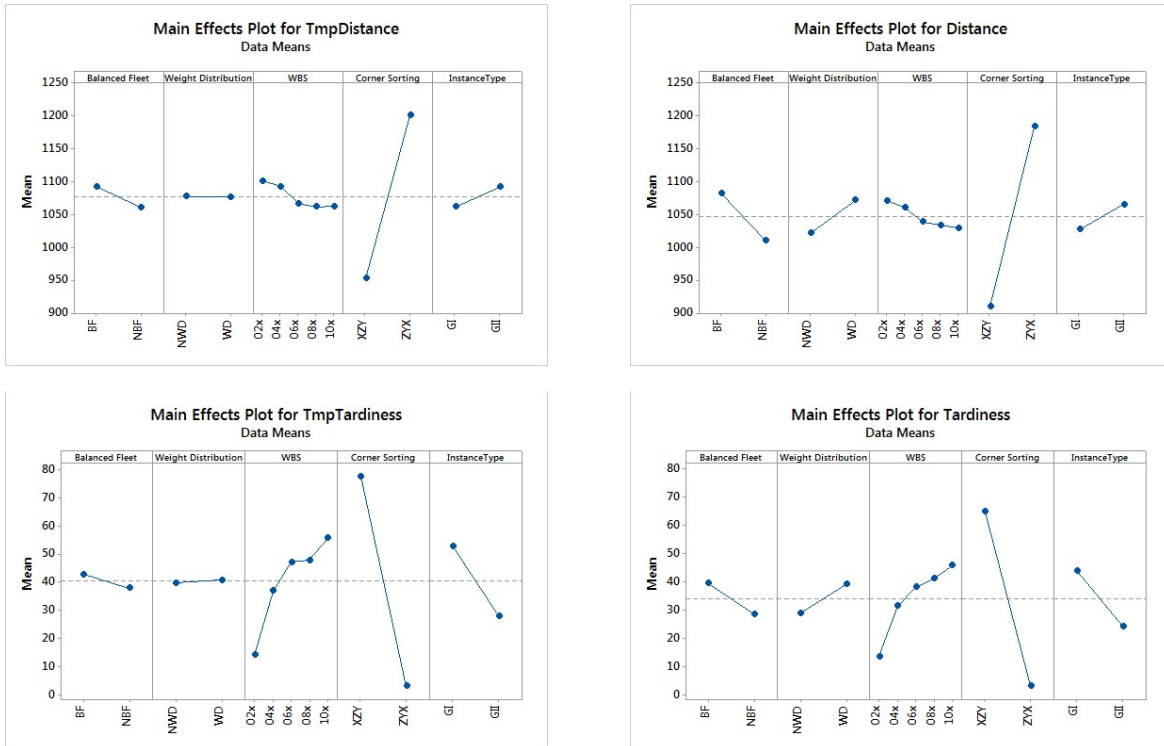 Main Effects Plot for TmpDistance
Data Means
Balanced Fleet Weight Distribution WBS Corner Sorting InstanceType
1250
1200
1150
1100
1050
1000
950
900
Mean
BF NBF NWD WD 02x 04x 06x 08x 10x XZY ZYX GI GII
Main Effects Plot for Distance
Data Means
Balanced Fleet Weight Distribution WBS Corner Sorting InstanceType
1250
1200
1150
1100
1050
1000
950
900
Mean
BF NBF NWD WD 02x 04x 06x 08x 10x XZY ZYX GI GII
Main Effects Plot for TmpTardiness
Data Means
Balanced Fleet Weight Distribution WBS Corner Sorting InstanceType
80
70
60
50
40
30
20
10
0
Mean
BF NBF NWD WD 02x 04x 06x 08x 10x XZY ZYX GI GII
Main Effects Plot for Tardiness
Data Means
Balanced Fleet Weight Distribution WBS Corner Sorting InstanceType
80
70
60
50
40
30
20
10
0
Mean
BF NBF NWD WD 02x 04x 06x 08x 10x XZY ZYX GI GII